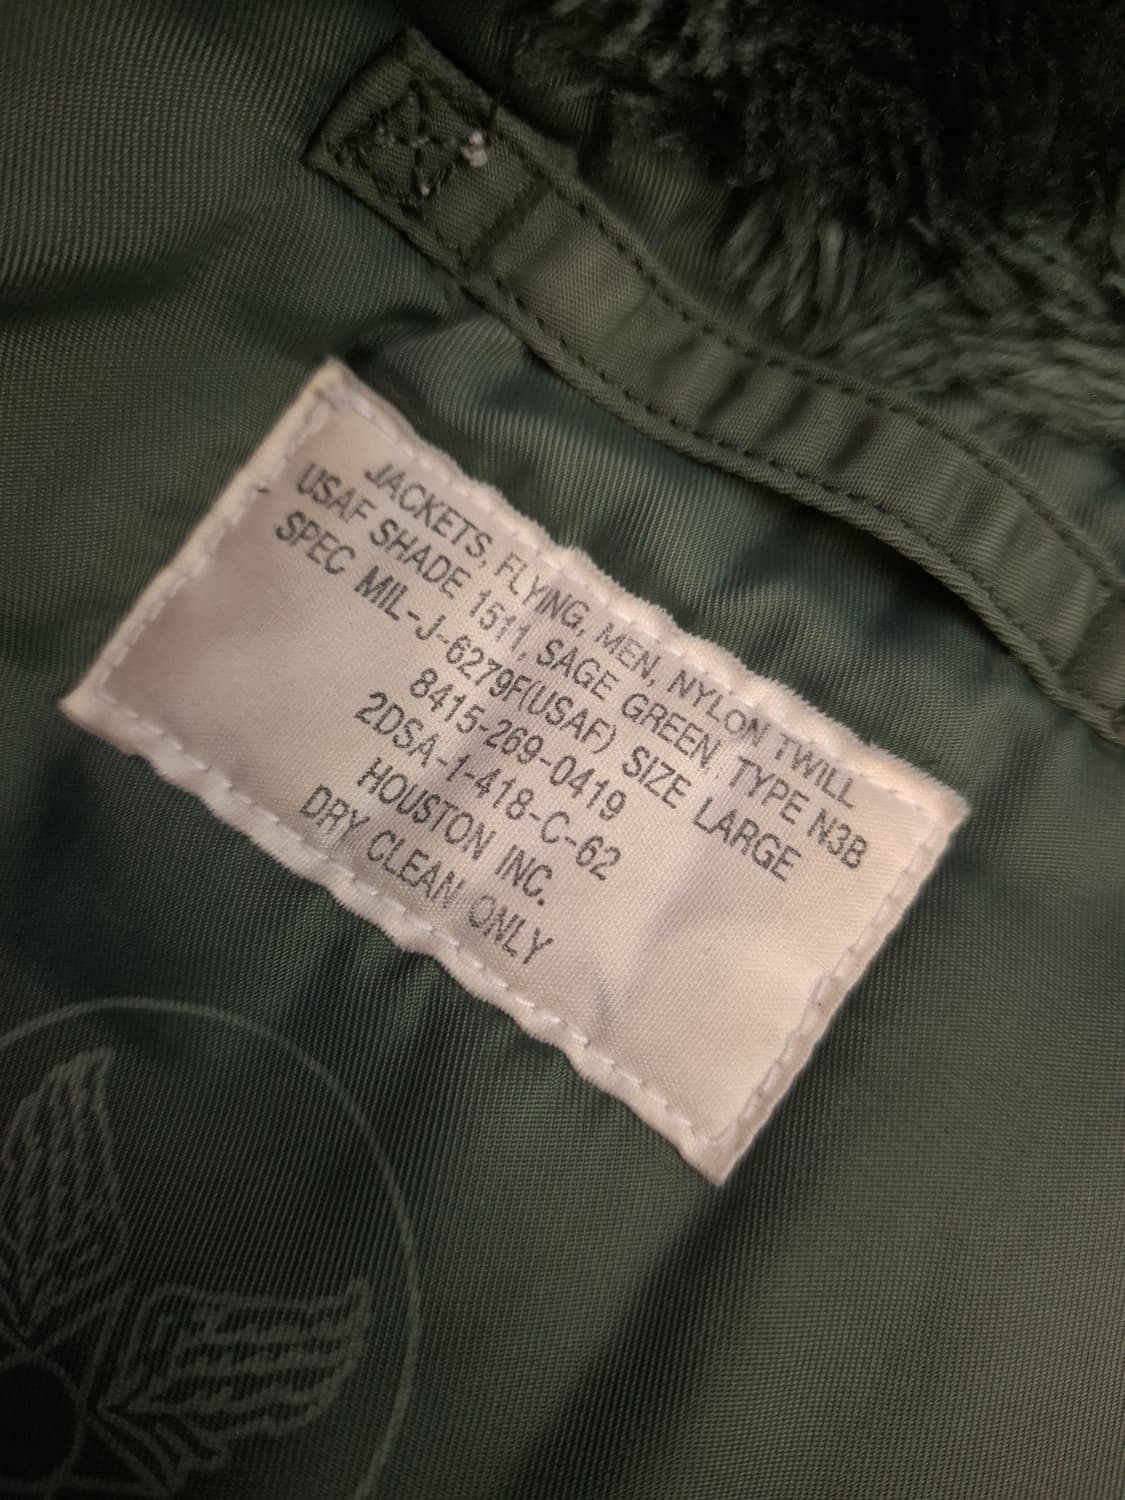 JACKETS, FLYING, MEN, NYLON TWILL
USAF SHADE 1511, SAGE GREEN, TYPE N3B
SPEC MIL-J-6279F(USAF) SIZE LARGE
8415-269-0419
2DSA-1-418-C-62
HOUSTON INC.
DRY CLEAN ONLY